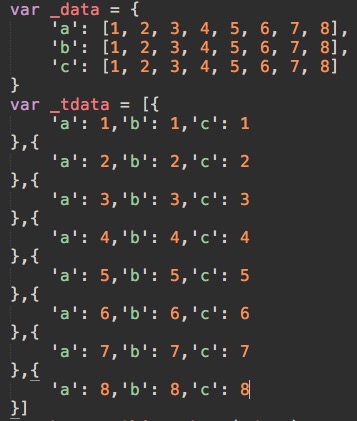 var _data = {
'a': [1, 2, 3, 4, 5, 6, 7, 8],
'b': [1, 2, 3, 4, 5, 6, 7, 8],
'c': [1, 2, 3, 4, 5, 6, 7, 8]
}
var _tdata = [{
'a': 1,'b': 1,'c': 1
},{
'a': 2,'b': 2,'c': 2
},{
'a': 3,'b': 3,'c': 3
},{
'a': 4,'b': 4,'c': 4
},{
'a': 5,'b': 5,'c': 5
},{
'a': 6,'b': 6,'c': 6
},{
'a': 7,'b': 7,'c': 7
},{
'a': 8,'b': 8,'c': 8
}]